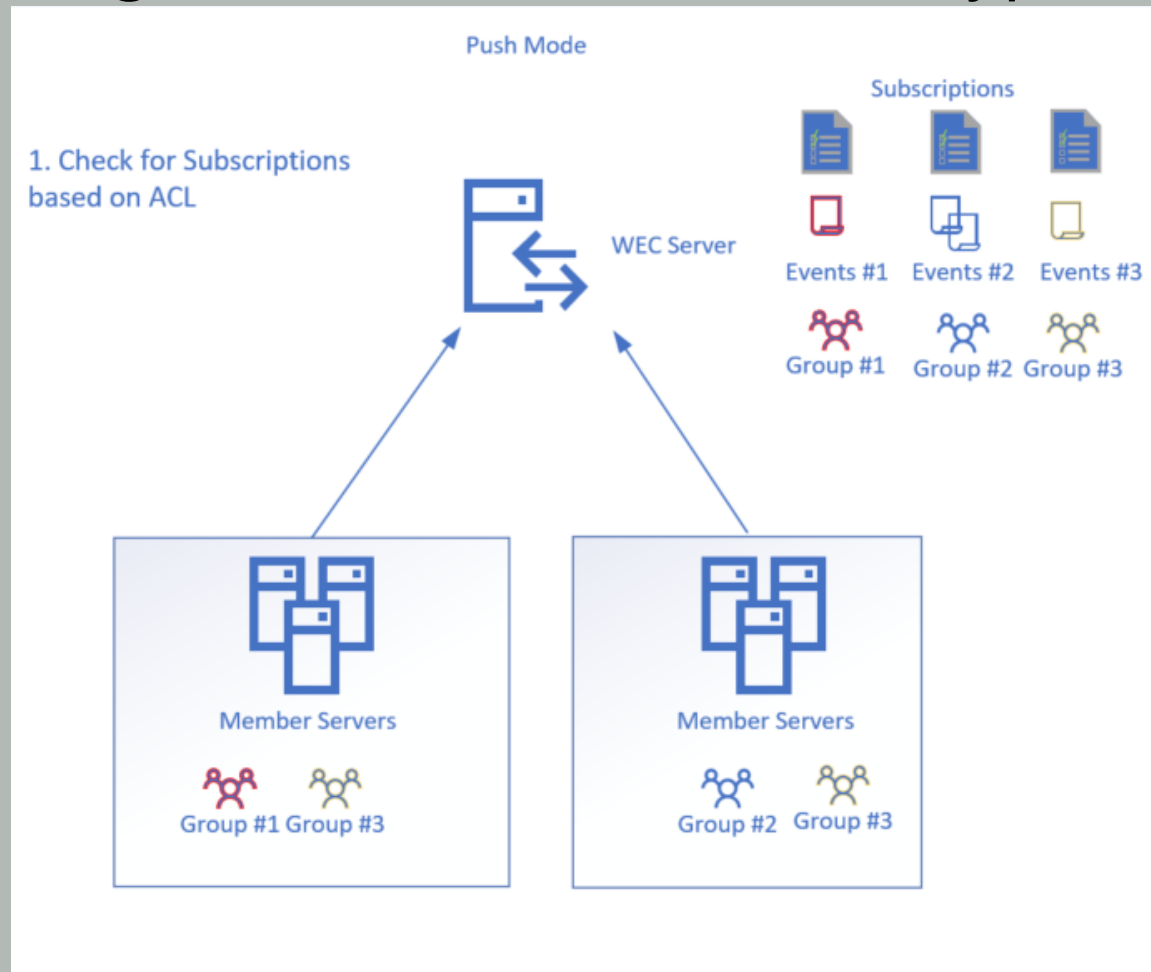 Push Mode
Subscriptions
1. Check for Subscriptions
based on ACL
WEC Server
Events #1 Events #2 Events #3
Group #1 Group #2 Group #3
Member Servers
Group #1 Group #3
Member Servers
Group #2 Group #3